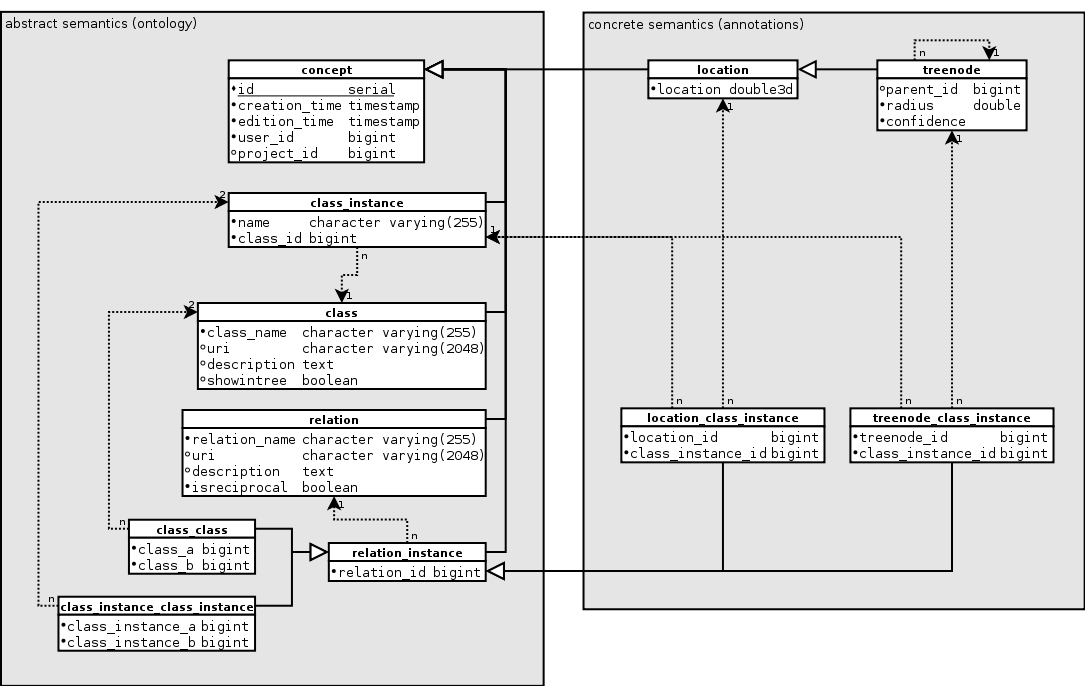 abstract semantics (ontology)
concept
id serial
creation_time timestamp
edition_time timestamp
user_id bigint
project_id bigint
2
class_instance
name character varying(255)
class_id bigint
1
n
1
2
class
class_name character varying(255)
uri character varying(2048)
description text
showintree boolean
relation
relation_name character varying(255)
uri character varying(2048)
description text
isreciprocal boolean
1
n
n
class_class
class_a bigint
class_b bigint
relation_instance
relation_id bigint
n
class_instance_class_instance
class_instance_a bigint
class_instance_b bigint
concrete semantics (annotations)
location
location double3d
1
n
1
treenode
parent_id bigint
radius double
confidence
1
n
n
location_class_instance
location_id bigint
class_instance_id bigint
n
n
treenode_class_instance
treenode_id bigint
class_instance_id bigint